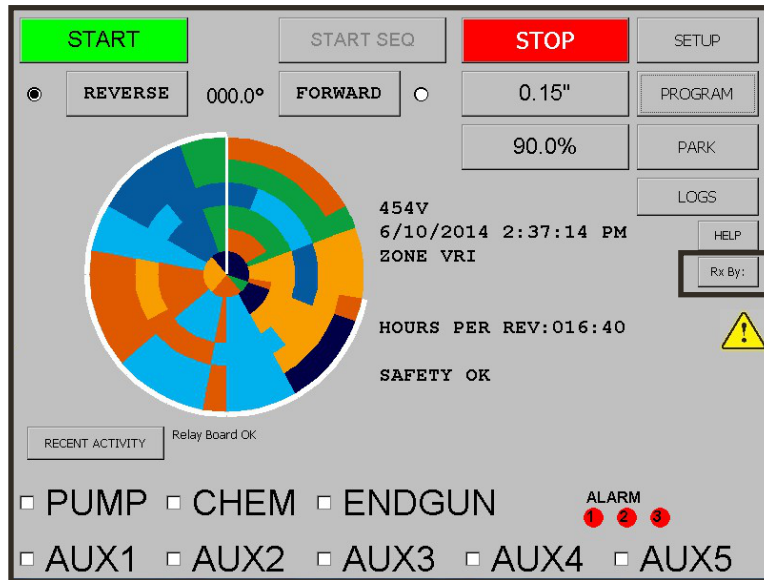 START START SEQ STOP SETUP
REVERSE 000.0° FORWARD 0.15" PROGRAM
90.0% PARK
LOGS
454V
6/10/2014 2:37:14 PM HELP
ZONE VRI
Rx By:
HOURS PER REV:016:40
SAFETY OK
RECENT ACTIVITY Relay Board OK
PUMP CHEM ENDGUN ALARM
1 2 3
AUX1 AUX2 AUX3 AUX4 AUX5